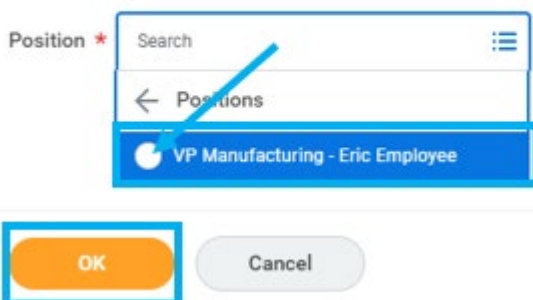 Position * Search
← Positions
VP Manufacturing - Eric Employee
OK Cancel